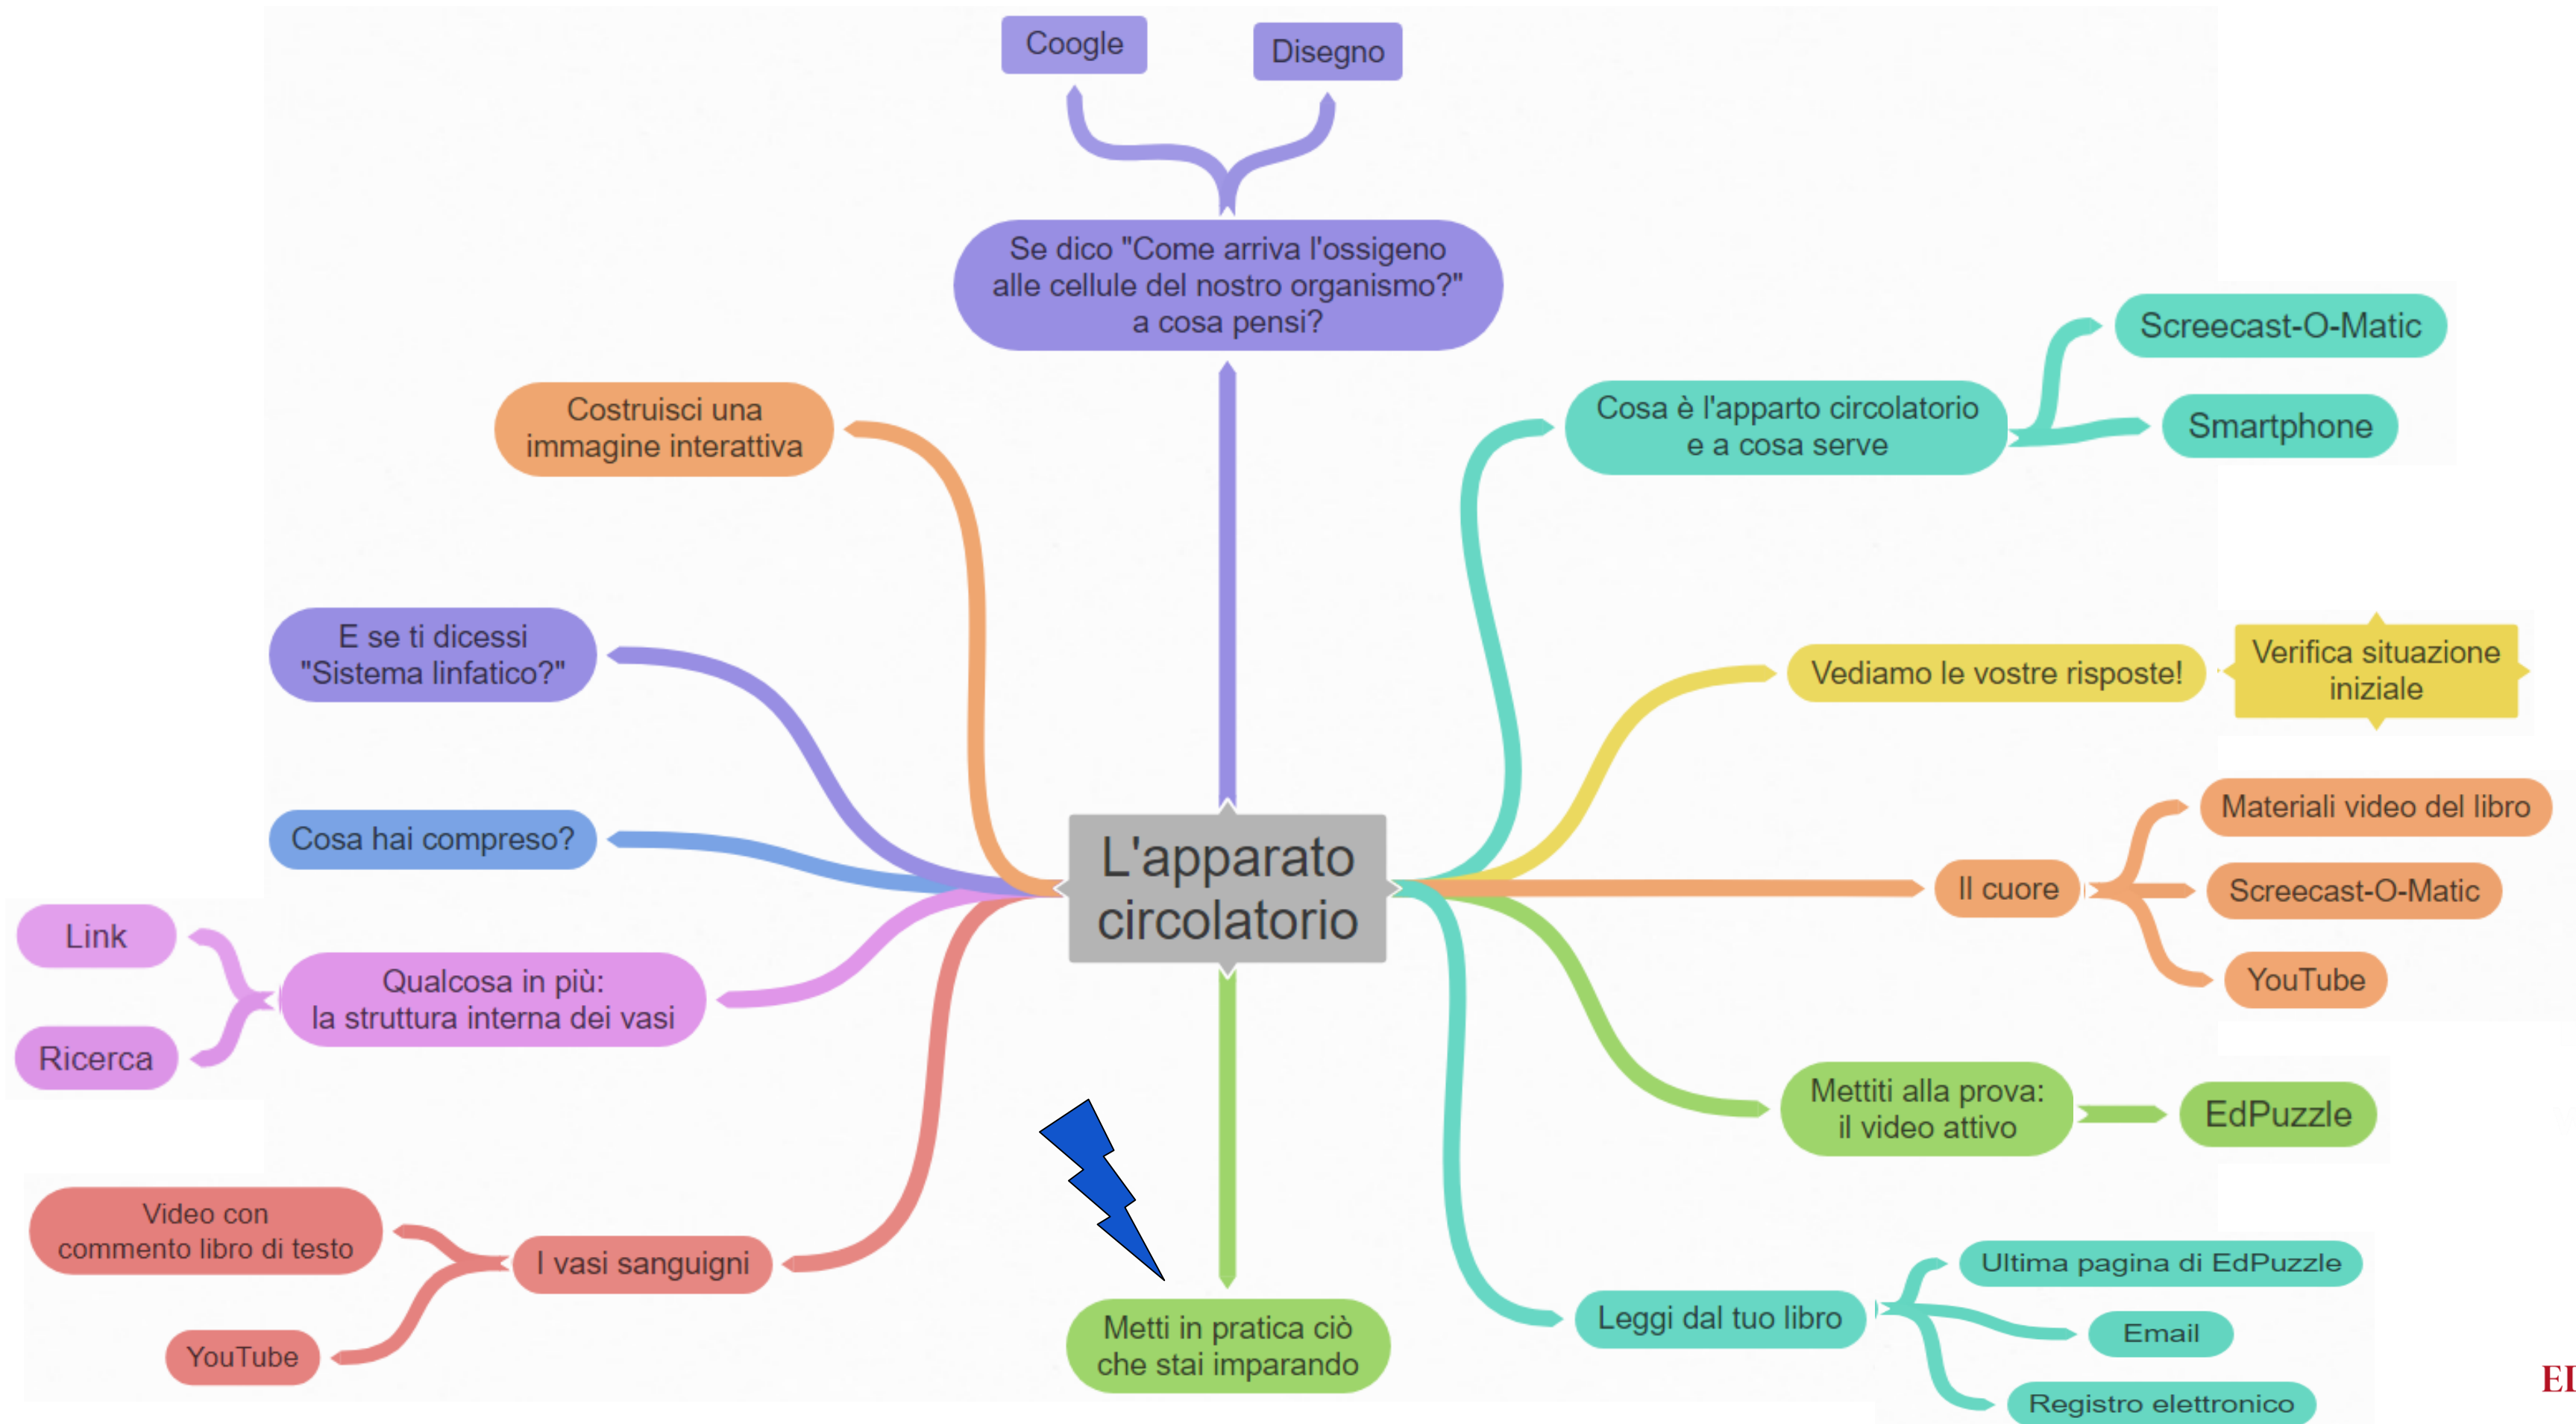 Coogle
Disegno
Se dico "Come arriva l'ossigeno
alle cellule del nostro organismo?"
a cosa pensi?
Screecast-O-Matic
Cosa è l'apparto circolatorio
e a cosa serve
Smartphone
Costruisci una
immagine interattiva
E se ti dicessi
"Sistema linfatico?"
Vediamo le vostre risposte!
Verifica situazione
iniziale
Cosa hai compreso?
L'apparato
circolatorio
Materiali video del libro
Il cuore
Screecast-O-Matic
YouTube
Link
Qualcosa in più:
la struttura interna dei vasi
Ricerca
Mettiti alla prova:
il video attivo
EdPuzzle
Video con
commento libro di testo
I vasi sanguigni
YouTube
Metti in pratica ciò
che stai imparando
Leggi dal tuo libro
Ultima pagina di EdPuzzle
Email
Registro elettronico